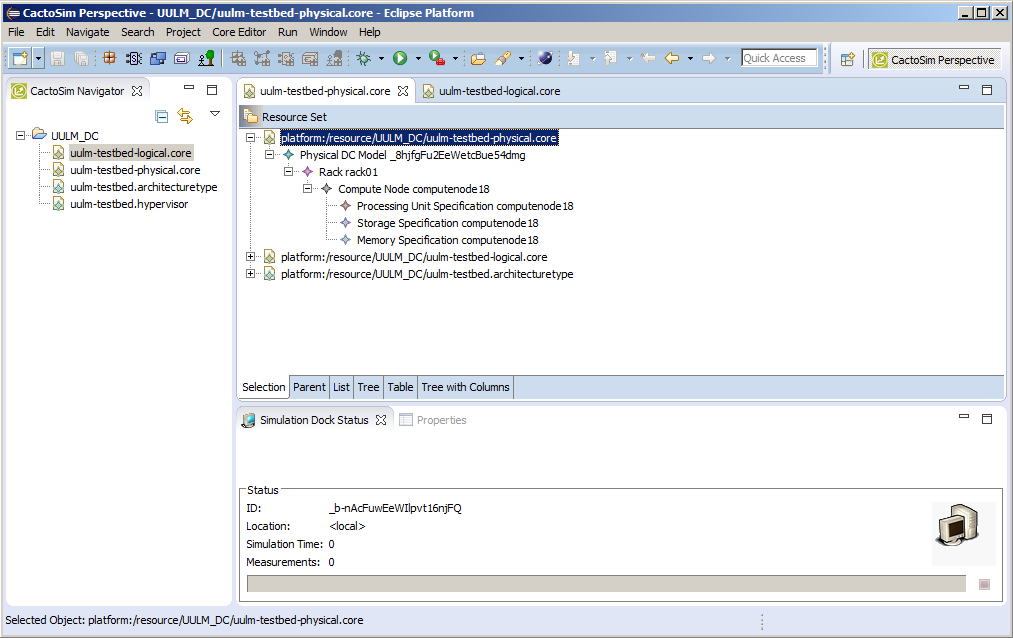 CactoSim Perspective - UULM_DC/uulm-testbed-physical.core - Eclipse Platform
File Edit Navigate Search Project Core Editor Run Window Help
Quick Access CactoSim Perspective
CactoSim Navigator
UULM_DC
uulm-testbed-logical.core
uulm-testbed-physical.core
uulm-testbed.architecturetype
uulm-testbed.hypervisor
uulm-testbed-physical.core uulm-testbed-logical.core
Resource Set
platform:/resource/UULM_DC/uulm-testbed-physical.core
Physical DC Model _8hjfgFu2EeWetcBue54dmg
Rack rack01
Compute Node computenode18
Processing Unit Specification computenode18
Storage Specification computenode18
Memory Specification computenode18
platform:/resource/UULM_DC/uulm-testbed-logical.core
platform:/resource/UULM_DC/uulm-testbed.architecturetype
Selection Parent List Tree Table Tree with Columns
Simulation Dock Status Properties
Status
ID: _b-nAcFuwEeWIlpvt16njFQ
Location: <local>
Simulation Time: 0
Measurements: 0
Selected Object: platform:/resource/UULM_DC/uulm-testbed-physical.core